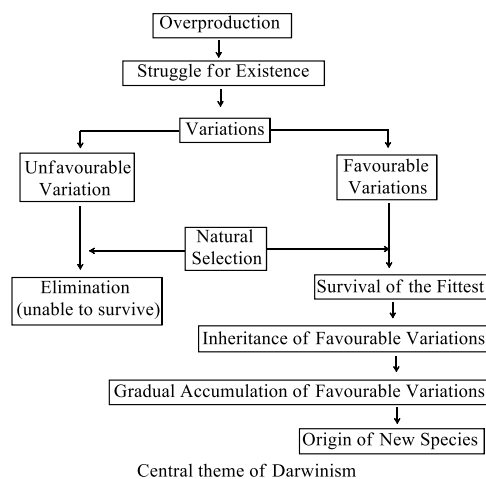 Overproduction
Struggle for Existence
Variations
Unfavourable
Variation
Favourable
Variations
Natural
Selection
Elimination
(unable to survive)
Survival of the Fittest
Inheritance of Favourable Variations
Gradual Accumulation of Favourable Variations
Origin of New Species
Central theme of Darwinism